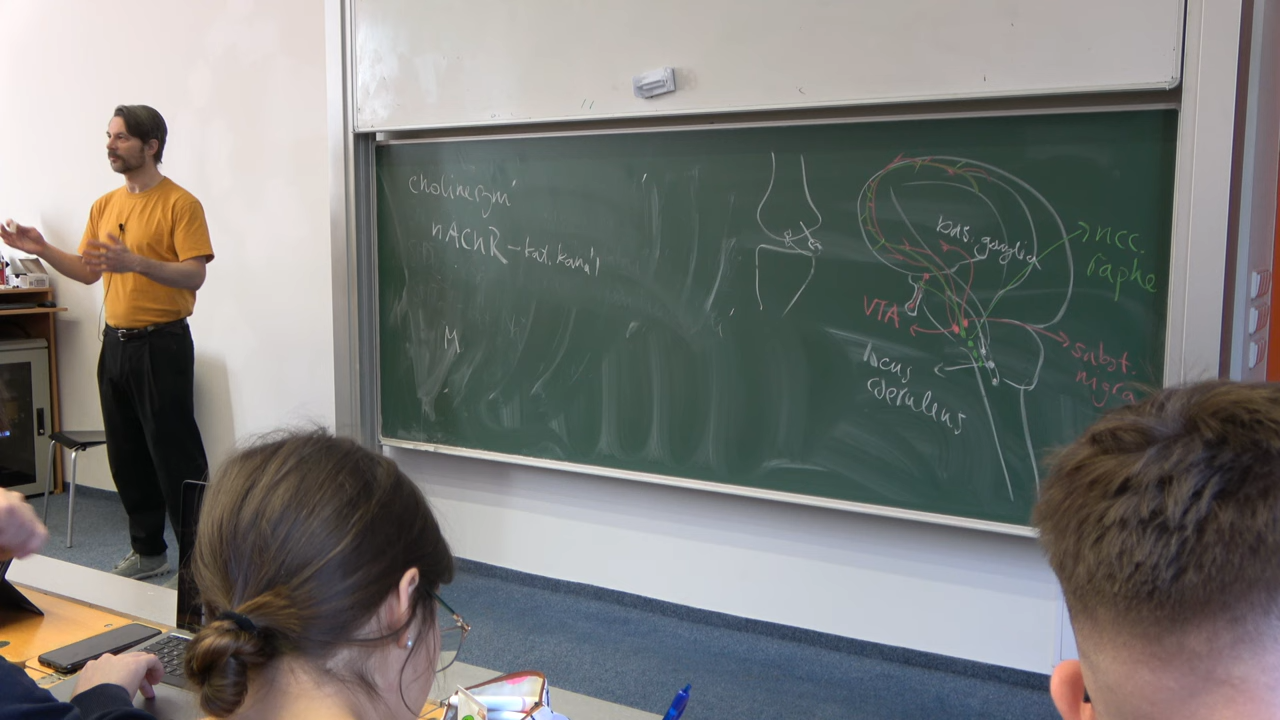 cholinergní
nAChR – kat. kanál
M
bas. ganglia
ncc.
raphe
VTA
subst.
nigra
locus
coeruleus